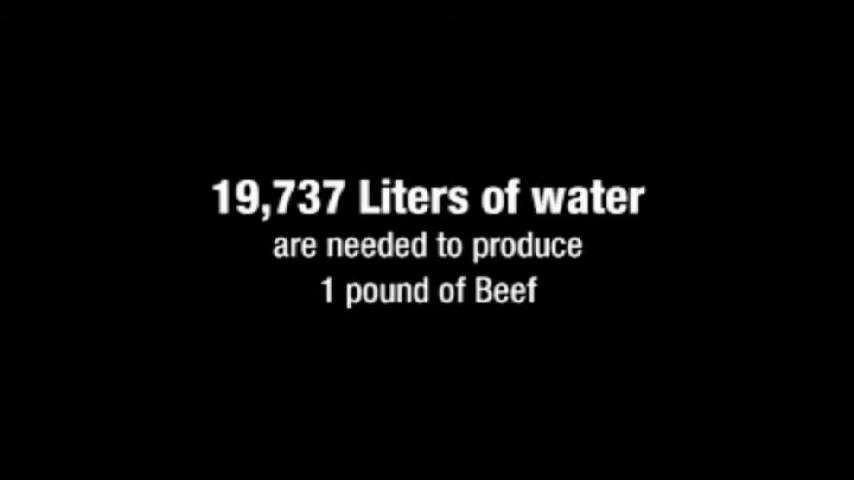 19,737 Liters of water
are needed to produce
1 pound of Beef